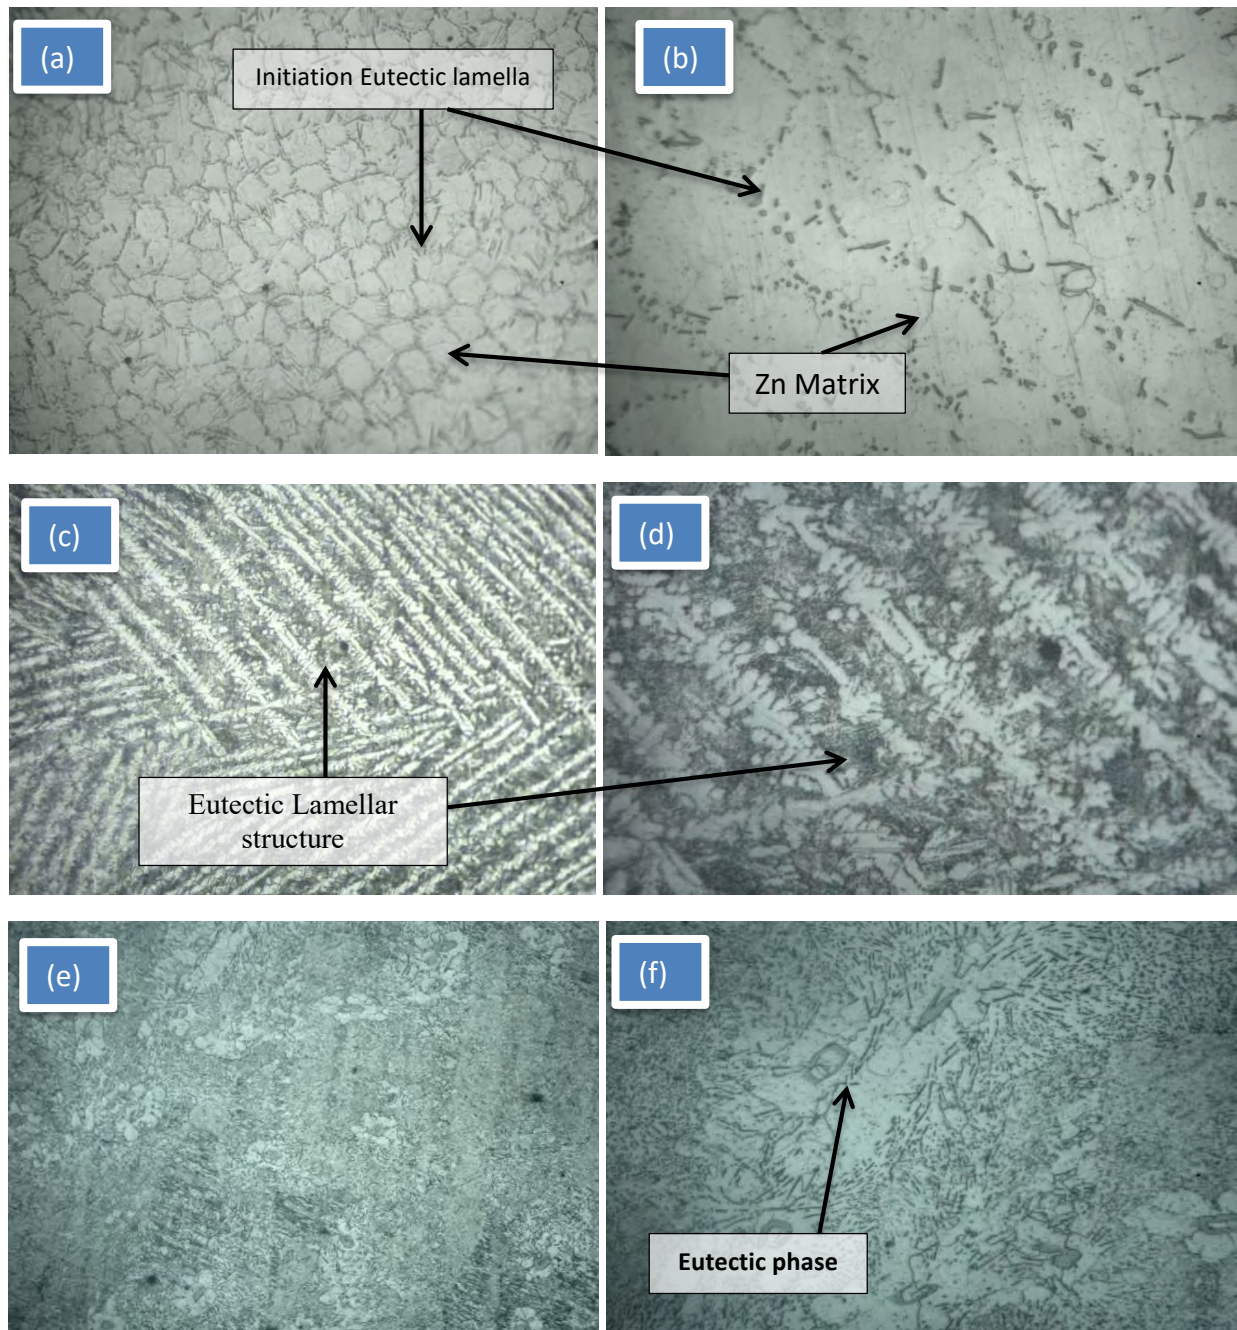 (a)
Initiation Eutectic lamella
(b)
Zn Matrix
(c)
Eutectic Lamellar
structure
(d)
(e)
(f)
Eutectic phase